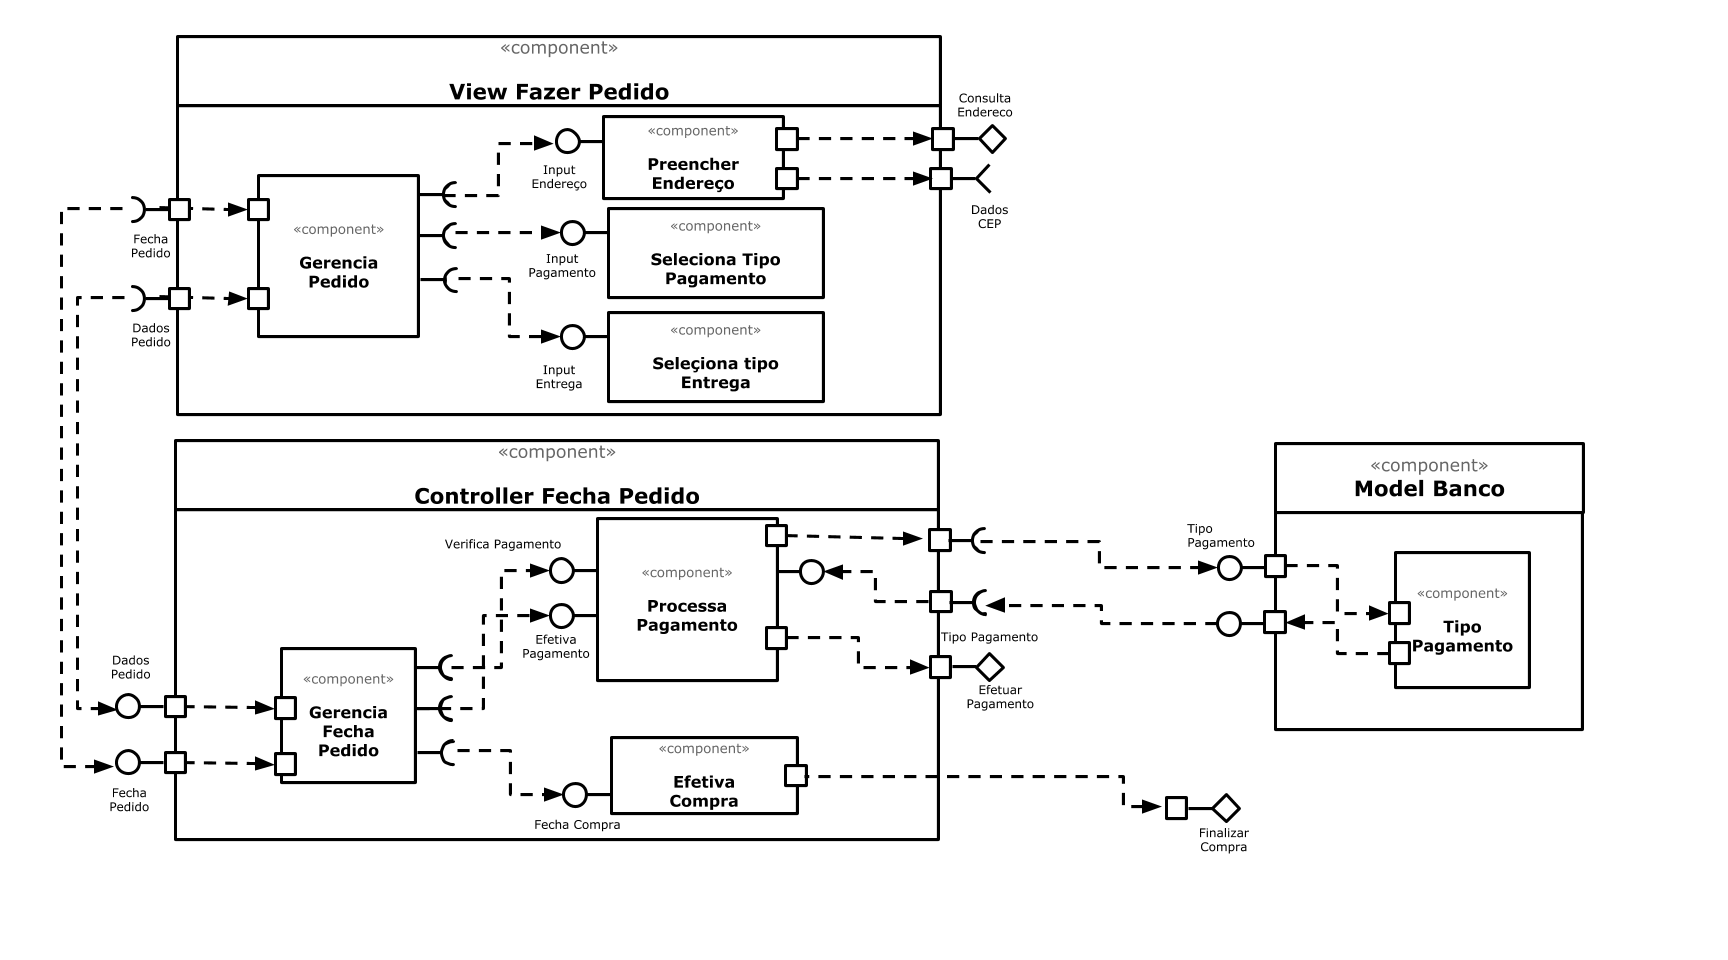 «component»
View Fazer Pedido
Consulta
Endereco
«component»
Preencher
Endereço
Input
Endereço
Dados
CEP
Fecha
Pedido
«component»
Gerencia
Pedido
«component»
Seleciona Tipo
Pagamento
Input
Pagamento
Dados
Pedido
«component»
Seleçiona tipo
Entrega
Input
Entrega
«component»
Controller Fecha Pedido
«component»
Model Banco
Verifica Pagamento
Tipo
Pagamento
«component»
Processa
Pagamento
«component»
Tipo
Pagamento
Efetiva
Pagamento
Tipo Pagamento
Dados
Pedido
«component»
Gerencia
Fecha
Pedido
Efetuar
Pagamento
«component»
Efetiva
Compra
Fecha
Pedido
Fecha Compra
Finalizar
Compra